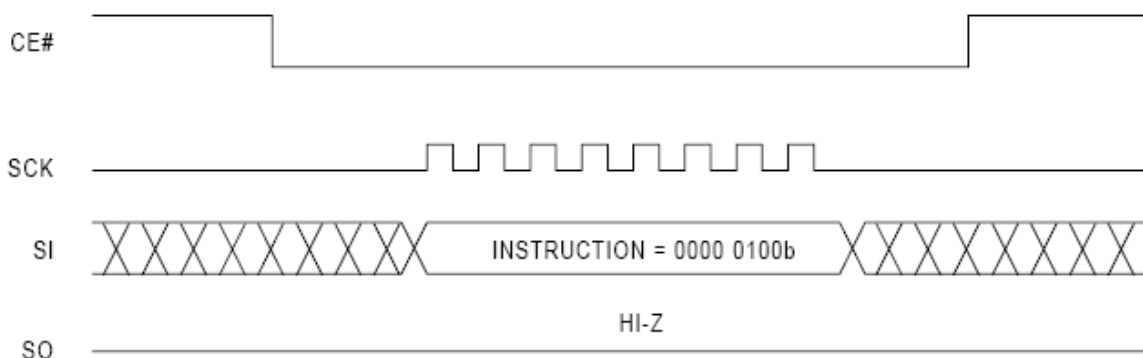 CE#
SCK
SI
INSTRUCTION = 0000 0100b
HI-Z
SO